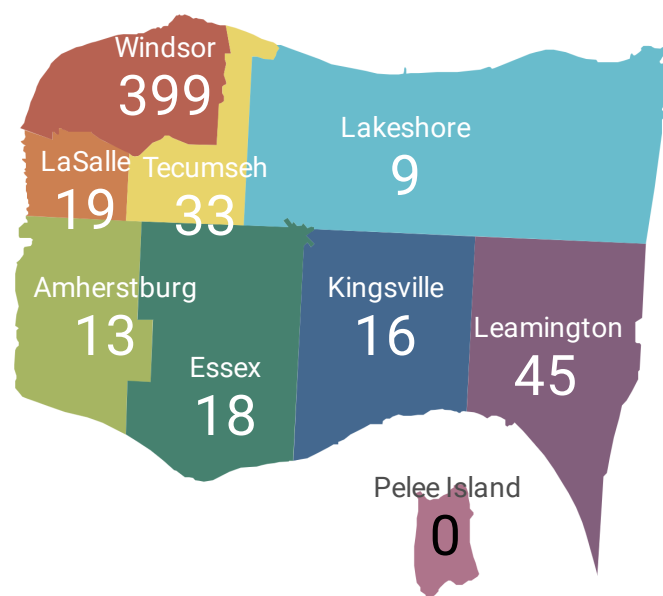 Windsor
399
Lakeshore
9
LaSalle
19
Tecumseh
33
Amherstburg
13
Kingsville
16
Leamington
45
Essex
18
Pelee Island
0